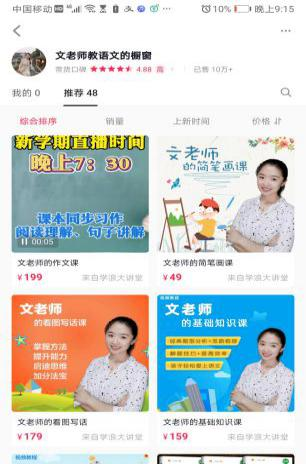 中国移动
10%
晚上9:15
文老师教语文的橱窗
带货口碑 4.88 高
已售 10万+
我的 0
推荐 48
综合排序
销量
上新时间
价格
新学期直播时间
晚上7：30
课本同步习作
阅读理解、句子讲解
00:05
文老师
的简笔画课
文老师的作文课
¥199
来自学浪大讲堂
文老师的简笔画课
¥49
来自学浪大讲堂
文老师
的看图写话课
掌握方法
提升能力
启迪思维
加分法宝
视频教程
文老师
的基础知识课
文老师的看图写话
¥179
来自学浪大讲堂
文老师的基础知识课
¥159
来自学浪大讲堂
视频教程